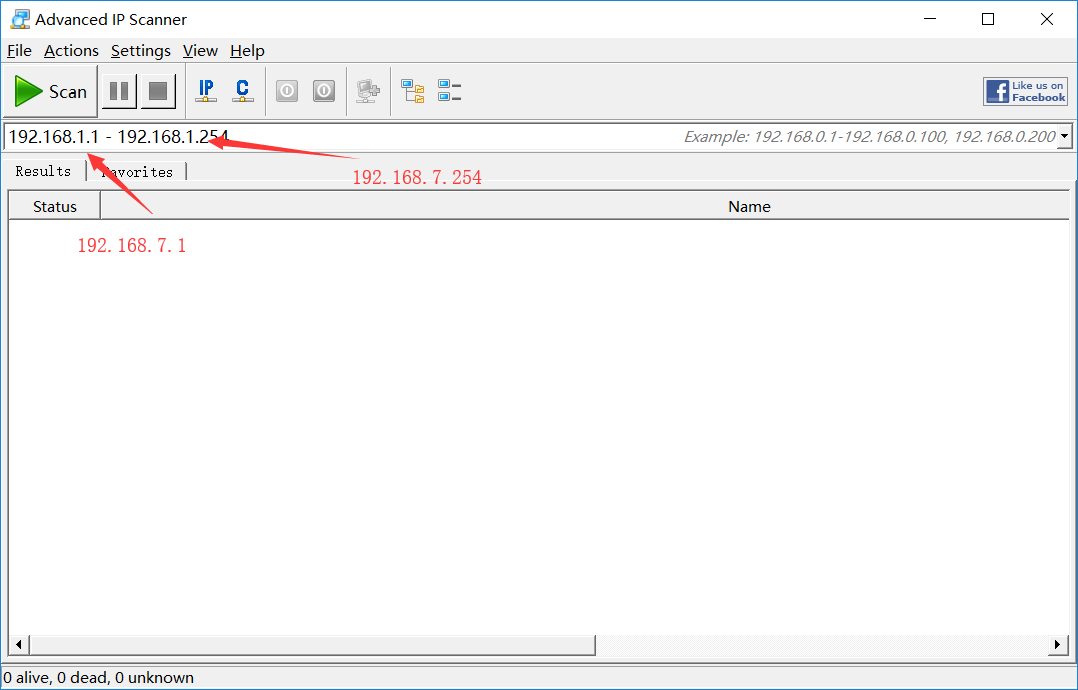 Advanced IP Scanner
File Actions Settings View Help
Scan IP C Like us on
Facebook
192.168.1.1 - 192.168.1.254 Example: 192.168.0.1-192.168.0.100, 192.168.0.200
Results Favorites
192.168.7.254
Status Name
192.168.7.1
0 alive, 0 dead, 0 unknown